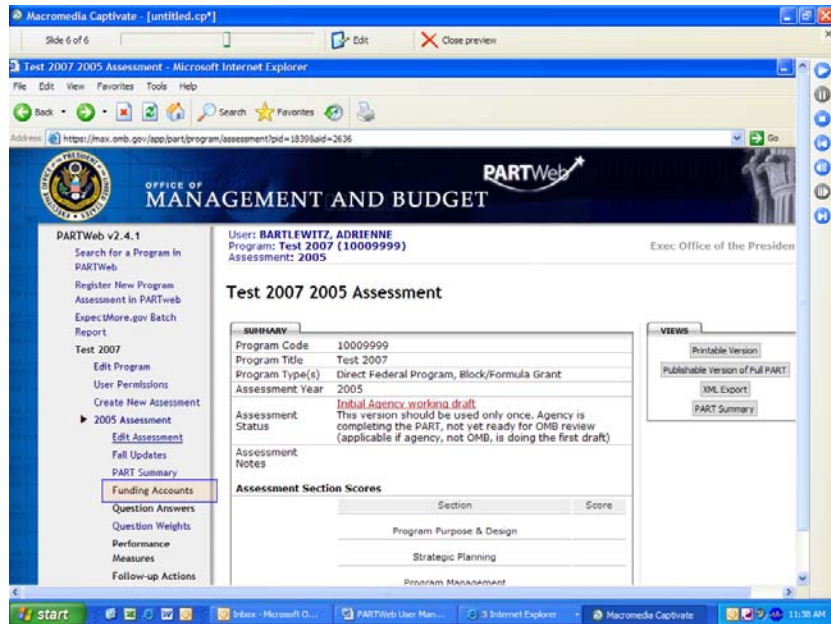 Macromedia Captivate - [untitled.cp*]
Slide 6 of 6
Edit
Close preview
Test 2007 2005 Assessment - Microsoft Internet Explorer
File Edit View Favorites Tools Help
Back Search Favorites
Address https://max.omb.gov/app/part/program/assessment?pid=1839&aid=2636 Go
OFFICE OF
MANAGEMENT AND BUDGET
PARTWeb
PARTWeb v2.4.1
Search for a Program in
PARTWeb
Register New Program
Assessment in PARTweb
ExpectMore.gov Batch
Report
Test 2007
Edit Program
User Permissions
Create New Assessment
2005 Assessment
Edit Assessment
Fall Updates
PART Summary
Funding Accounts
Question Answers
Question Weights
Performance
Measures
Follow-up Actions
User: BARTLEWITZ, ADRIENNE
Program: Test 2007 (10009999)
Assessment: 2005
Exec Office of the Presiden
Test 2007 2005 Assessment
SUMMARY
Program Code 10009999
Program Title Test 2007
Program Type(s) Direct Federal Program, Block/Formula Grant
Assessment Year 2005
Assessment
Status
Initial Agency working draft
This version should be used only once. Agency is
completing the PART, not yet ready for OMB review
(applicable if agency, not OMB, is doing the first draft)
Assessment
Notes
Assessment Section Scores
Section Score
Program Purpose & Design
Strategic Planning
Program Management
VIEWS
Printable Version
Publishable Version of Full PART
XML Export
PART Summary
start
Inbox - Microsoft O...
PARTWeb User Man...
3 Internet Explorer
Macromedia Captivate
11:38 AM